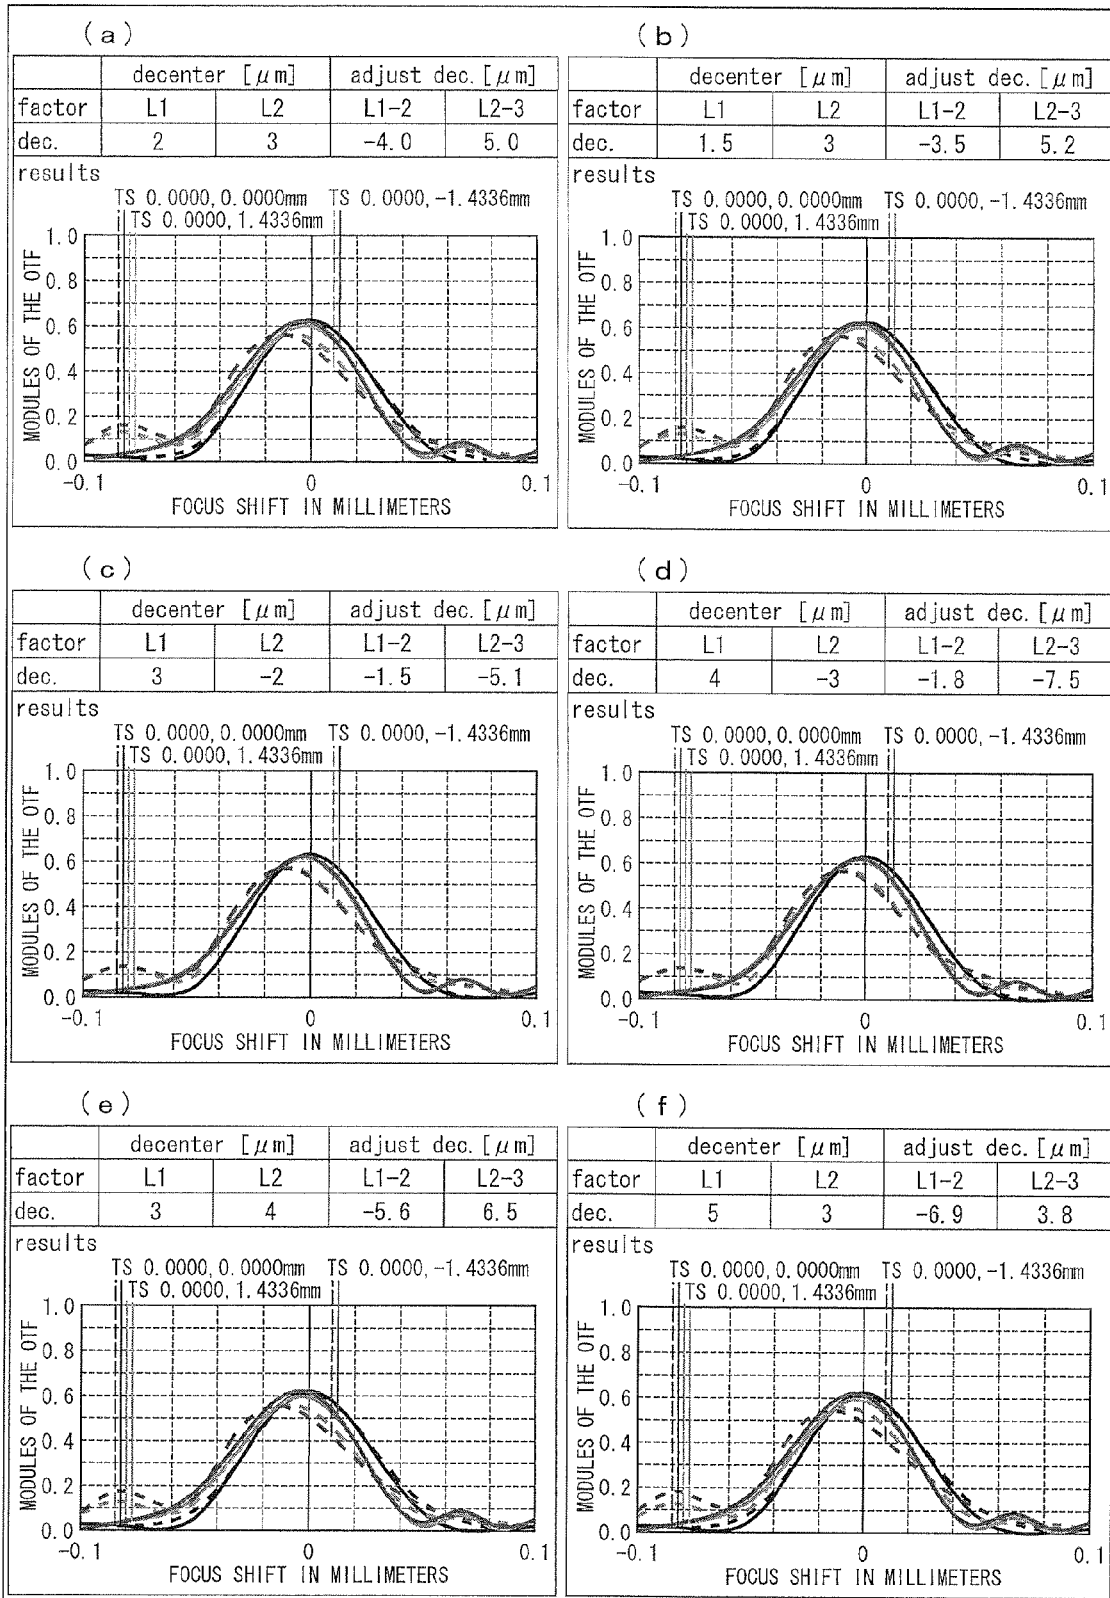 (a)
decenter [μm] adjust dec. [μm]
factor L1 L2 L1-2 L2-3
dec. 2 3 -4.0 5.0
results
TS 0.0000, 0.0000mm TS 0.0000, -1.4336mm
TS 0.0000, 1.4336mm
MODULES OF THE OTF
1.0
0.8
0.6
0.4
0.2
0.0
-0.1 0 0.1
FOCUS SHIFT IN MILLIMETERS
(b)
decenter [μm] adjust dec. [μm]
factor L1 L2 L1-2 L2-3
dec. 1.5 3 -3.5 5.2
results
TS 0.0000, 0.0000mm TS 0.0000, -1.4336mm
TS 0.0000, 1.4336mm
MODULES OF THE OTF
1.0
0.8
0.6
0.4
0.2
0.0
-0.1 0 0.1
FOCUS SHIFT IN MILLIMETERS
(c)
decenter [μm] adjust dec. [μm]
factor L1 L2 L1-2 L2-3
dec. 3 -2 -1.5 -5.1
results
TS 0.0000, 0.0000mm TS 0.0000, -1.4336mm
TS 0.0000, 1.4336mm
MODULES OF THE OTF
1.0
0.8
0.6
0.4
0.2
0.0
-0.1 0 0.1
FOCUS SHIFT IN MILLIMETERS
(d)
decenter [μm] adjust dec. [μm]
factor L1 L2 L1-2 L2-3
dec. 4 -3 -1.8 -7.5
results
TS 0.0000, 0.0000mm TS 0.0000, -1.4336mm
TS 0.0000, 1.4336mm
MODULES OF THE OTF
1.0
0.8
0.6
0.4
0.2
0.0
-0.1 0 0.1
FOCUS SHIFT IN MILLIMETERS
(e)
decenter [μm] adjust dec. [μm]
factor L1 L2 L1-2 L2-3
dec. 3 4 -5.6 6.5
results
TS 0.0000, 0.0000mm TS 0.0000, -1.4336mm
TS 0.0000, 1.4336mm
MODULES OF THE OTF
1.0
0.8
0.6
0.4
0.2
0.0
-0.1 0 0.1
FOCUS SHIFT IN MILLIMETERS
(f)
decenter [μm] adjust dec. [μm]
factor L1 L2 L1-2 L2-3
dec. 5 3 -6.9 3.8
results
TS 0.0000, 0.0000mm TS 0.0000, -1.4336mm
TS 0.0000, 1.4336mm
MODULES OF THE OTF
1.0
0.8
0.6
0.4
0.2
0.0
-0.1 0 0.1
FOCUS SHIFT IN MILLIMETERS